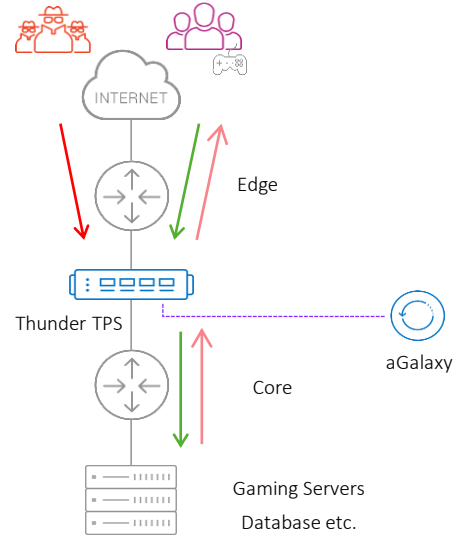 INTERNET
Edge
Thunder TPS
aGalaxy
Core
Gaming Servers
Database etc.